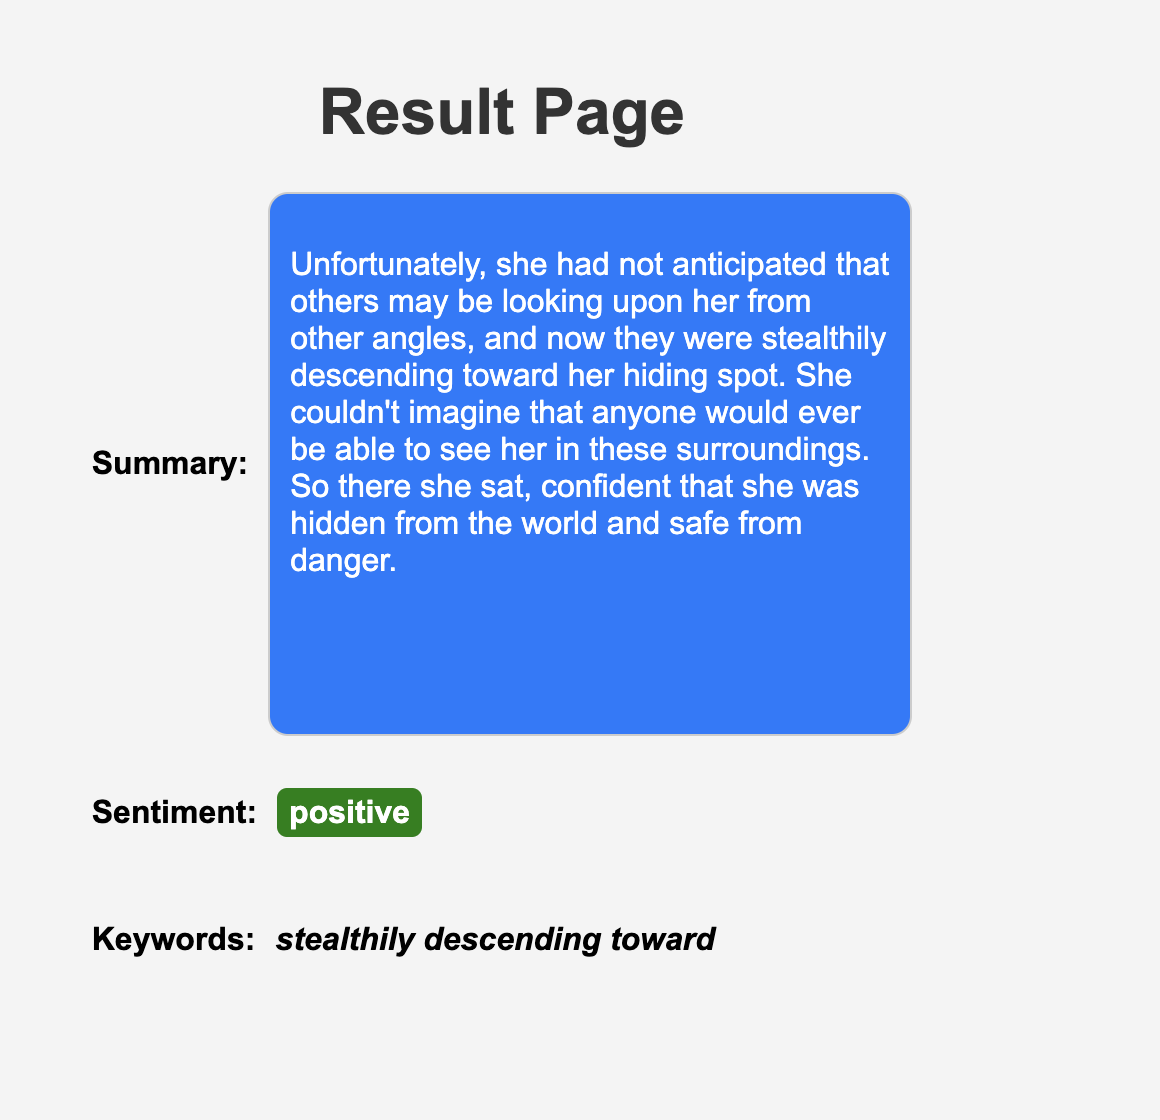 Result Page
Unfortunately, she had not anticipated that
others may be looking upon her from
other angles, and now they were stealthily
descending toward her hiding spot. She
couldn't imagine that anyone would ever
be able to see her in these surroundings.
So there she sat, confident that she was
hidden from the world and safe from
danger.
Summary:
Sentiment: positive
Keywords: stealthily descending toward